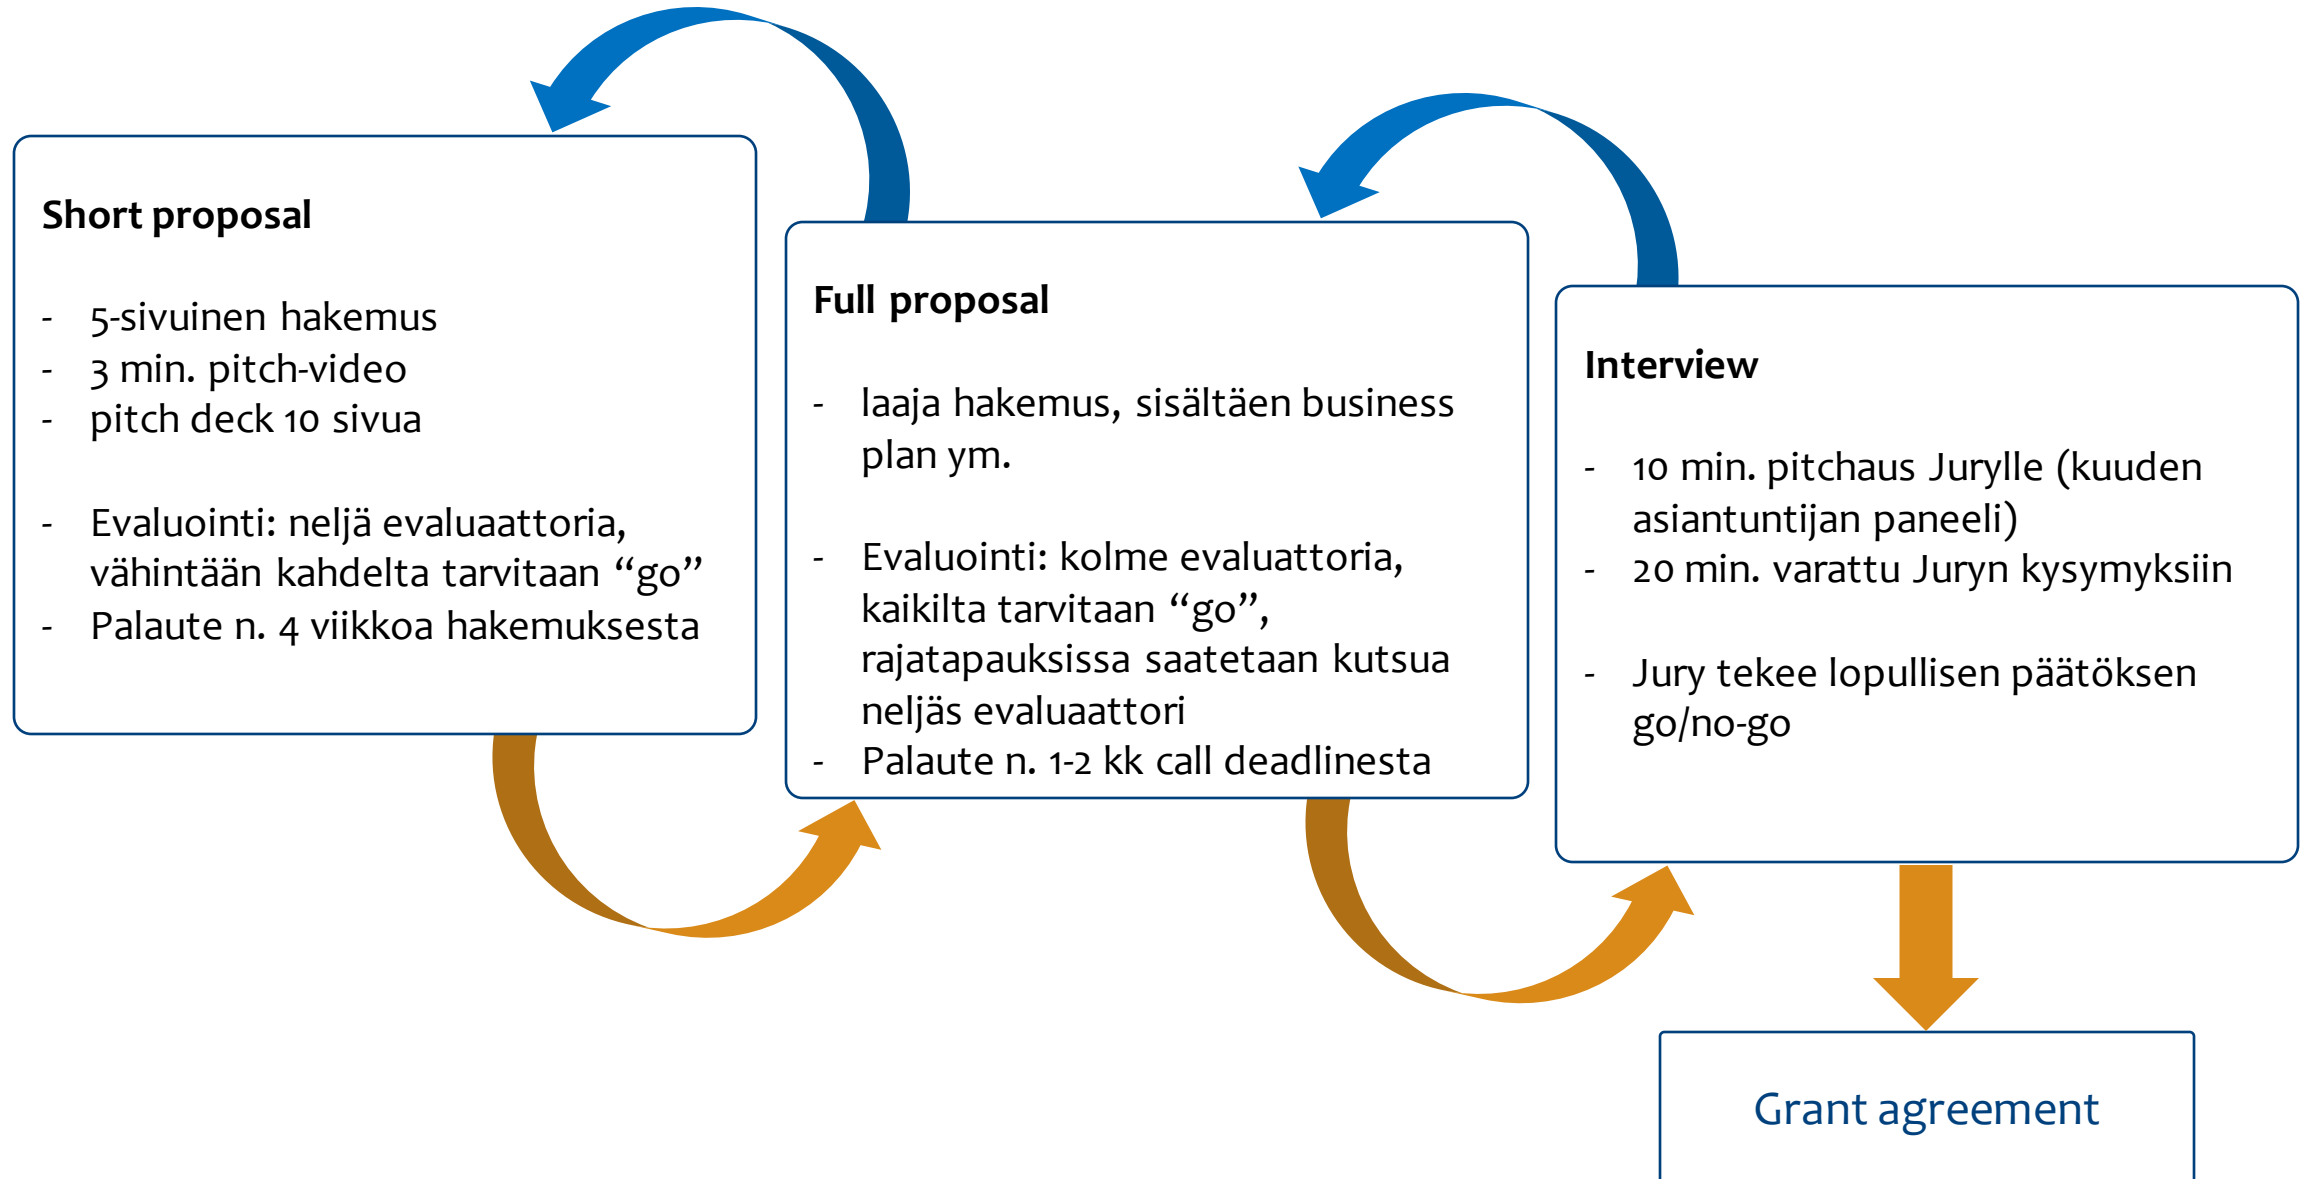 Short proposal
- 5-sivuinen hakemus
- 3 min. pitch-video
- pitch deck 10 sivua
- Evaluointi: neljä evaluaattoria,
vähintään kahdelta tarvitaan “go”
- Palaute n. 4 viikkoa hakemuksesta
Full proposal
- laaja hakemus, sisältäen business
plan ym.
- Evaluointi: kolme evaluattoria,
kaikilta tarvitaan “go”,
rajatapauksissa saatetaan kutsua
neljäs evaluaattori
- Palaute n. 1-2 kk call deadlinesta
Interview
- 10 min. pitchaus Jurylle (kuuden
asiantuntijan paneeli)
- 20 min. varattu Juryn kysymyksiin
- Jury tekee lopullisen päätöksen
go/no-go
Grant agreement